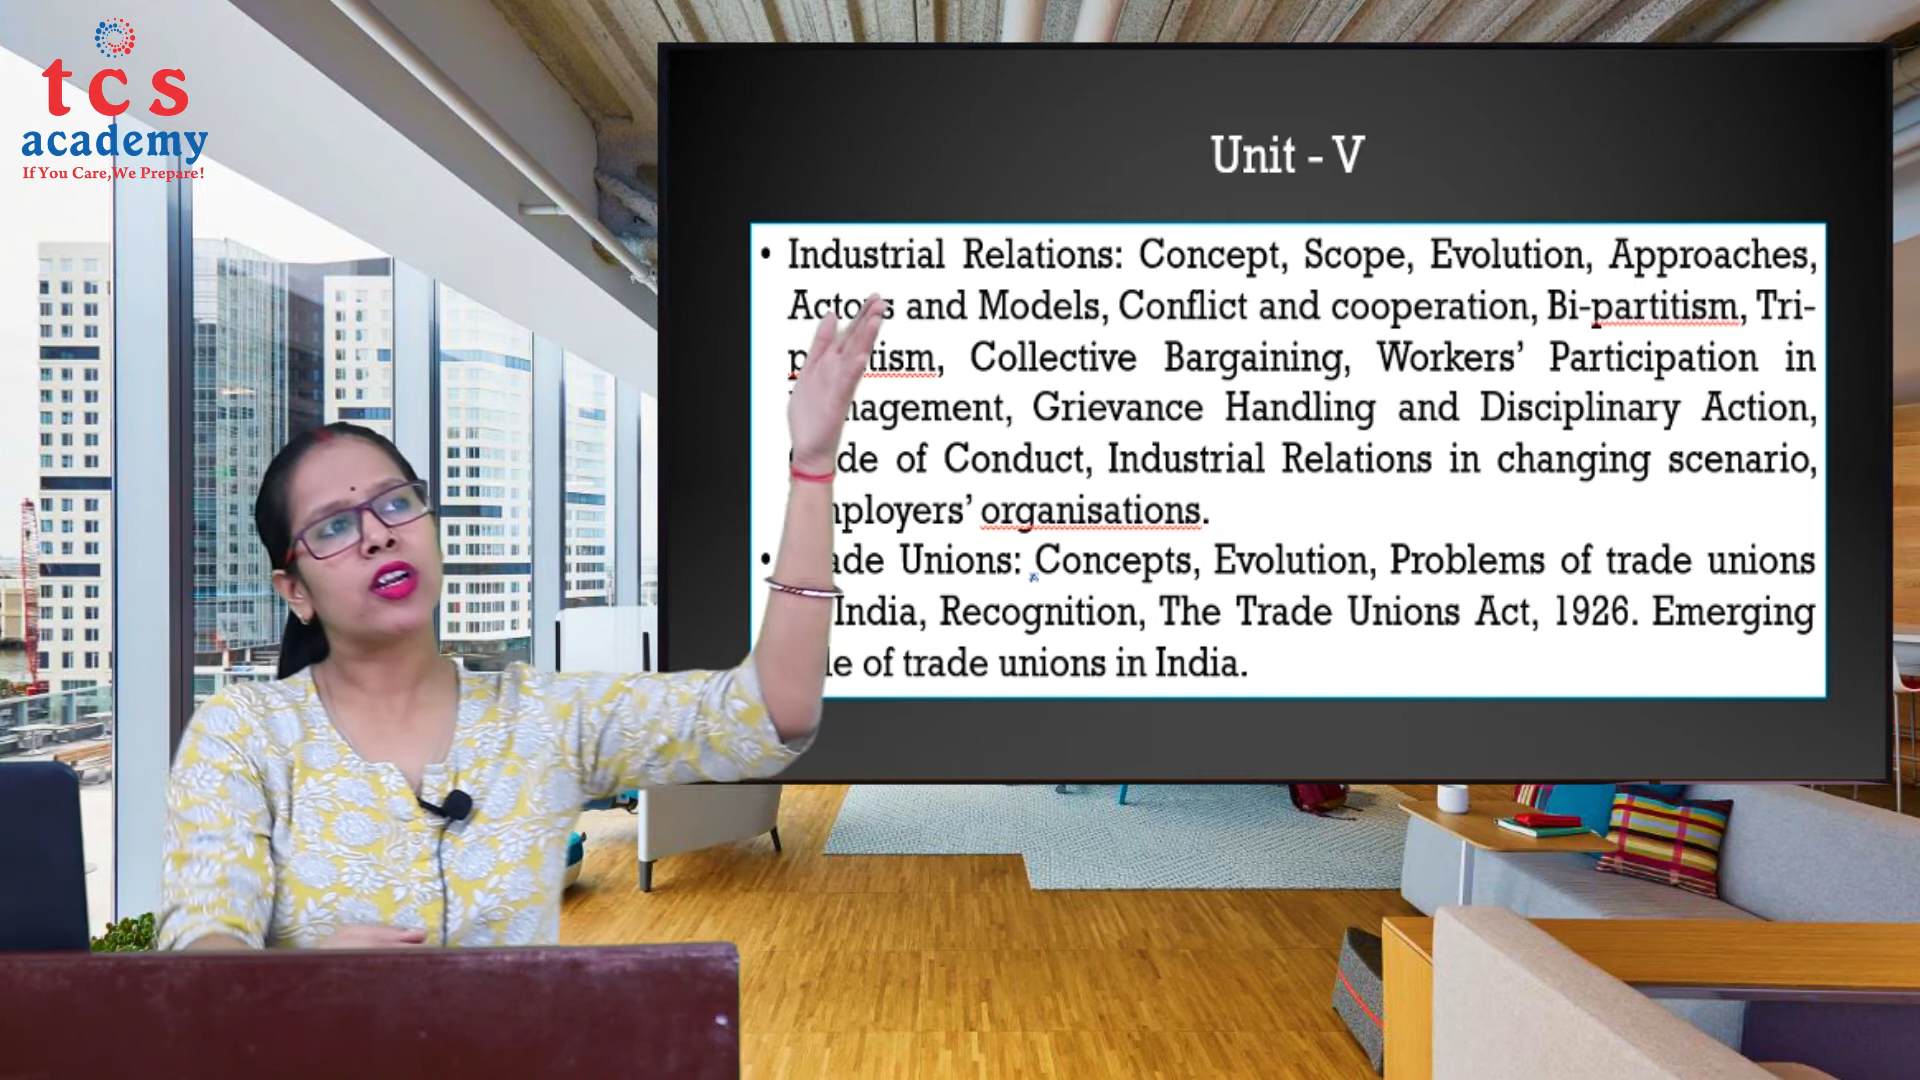 tcs
academy
If You Care,We Prepare!
Unit - V
• Industrial Relations: Concept, Scope, Evolution, Approaches,
Actors and Models, Conflict and cooperation, Bi-partitism, Tri-
Collective Bargaining, Workers’ Participation in
Grievance Handling and Disciplinary Action,
of Conduct, Industrial Relations in changing scenario,
organisations.
• Unions: Concepts, Evolution, Problems of trade unions
India, Recognition, The Trade Unions Act, 1926. Emerging
of trade unions in India.